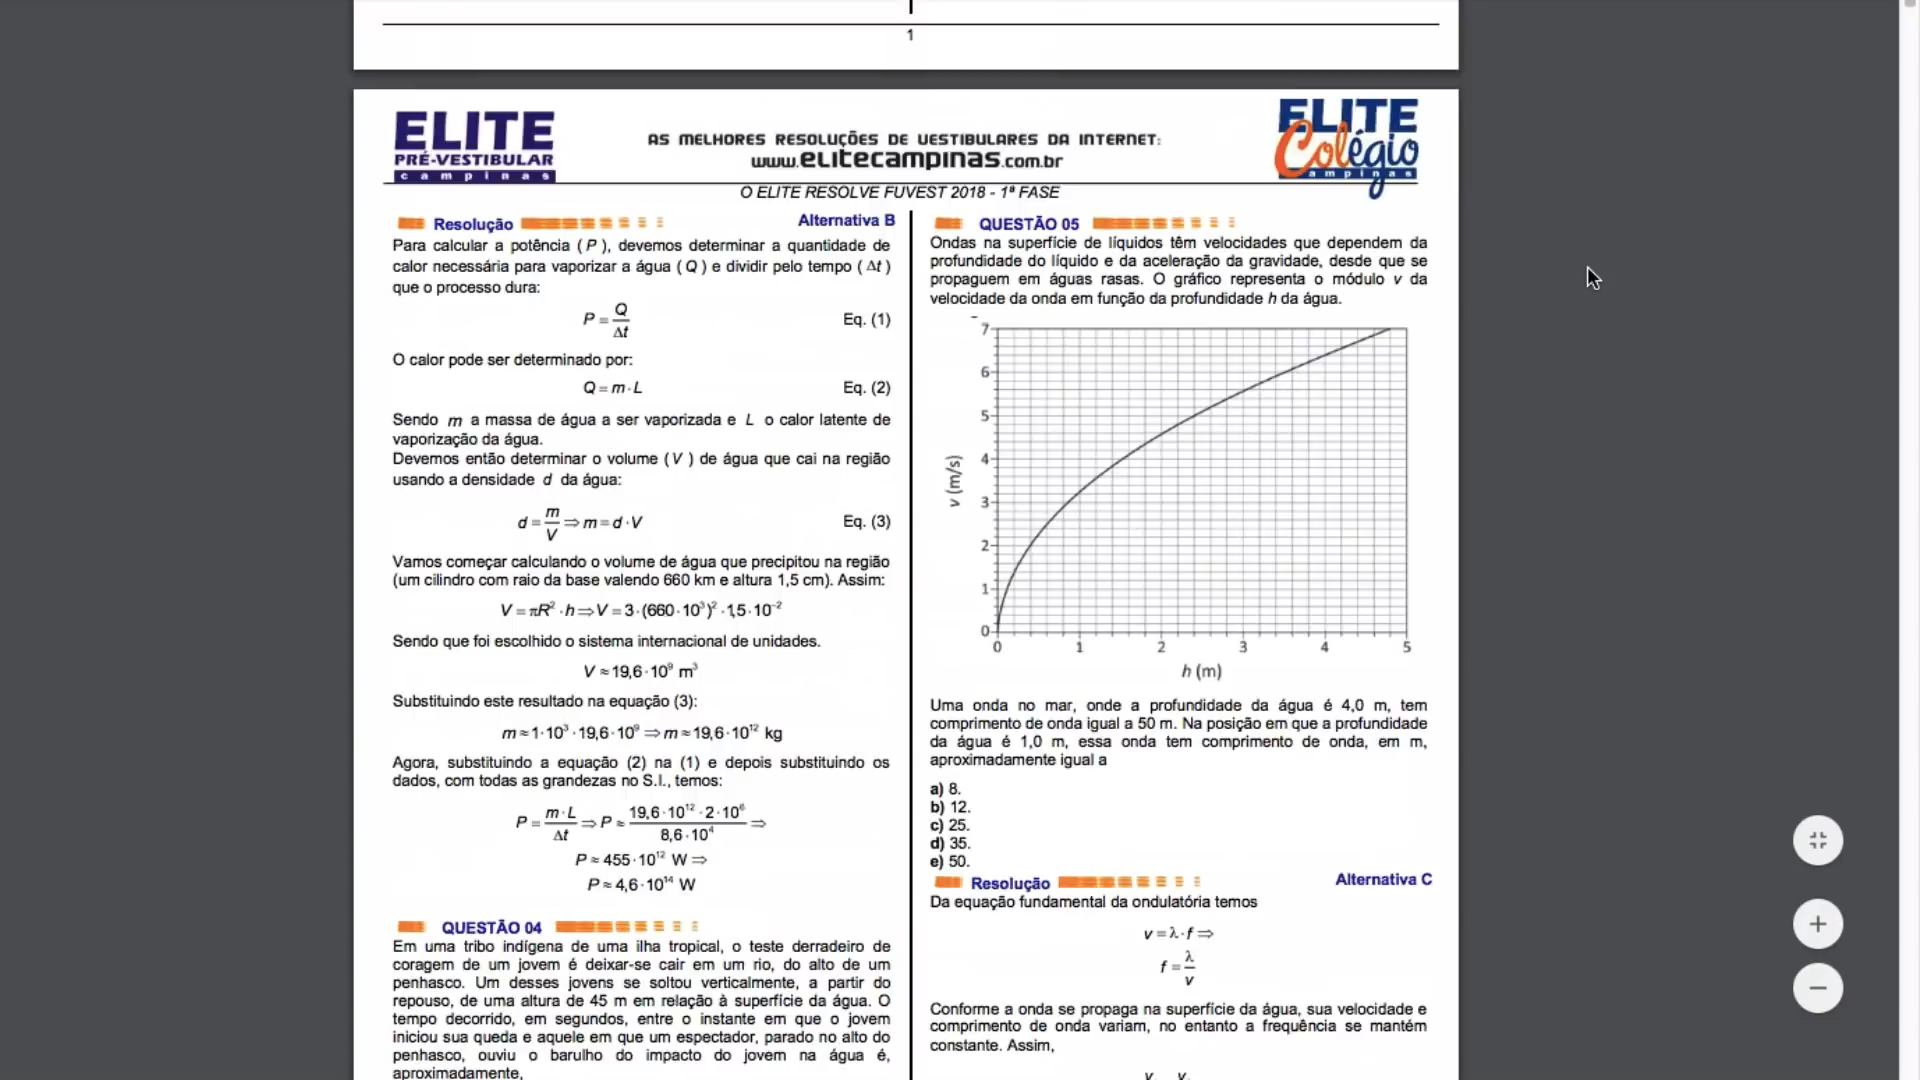 1
ELITE
PRÉ-VESTIBULAR
campinas
AS MELHORES RESOLUÇÕES DE VESTIBULARES DA INTERNET:
www.elitecampinas.com.br
ELITE
Colégio
ampinas
O ELITE RESOLVE FUVEST 2018 - 1ª FASE
Resolução Alternativa B
Para calcular a potência ( P ), devemos determinar a quantidade de
calor necessária para vaporizar a água ( Q ) e dividir pelo tempo ( Δt )
que o processo dura:
P = Q/Δt Eq. (1)
O calor pode ser determinado por:
Q = m · L Eq. (2)
Sendo m a massa de água a ser vaporizada e L o calor latente de
vaporização da água.
Devemos então determinar o volume ( V ) de água que cai na região
usando a densidade d da água:
d = m/V ⇒ m = d · V Eq. (3)
Vamos começar calculando o volume de água que precipitou na região
(um cilindro com raio da base valendo 660 km e altura 1,5 cm). Assim:
V = πR² · h ⇒ V = 3 · (660 · 10³)² · 1,5 · 10⁻²
Sendo que foi escolhido o sistema internacional de unidades.
V ≈ 19,6 · 10⁹ m³
Substituindo este resultado na equação (3):
m ≈ 1 · 10³ · 19,6 · 10⁹ ⇒ m ≈ 19,6 · 10¹² kg
Agora, substituindo a equação (2) na (1) e depois substituindo os
dados, com todas as grandezas no S.I., temos:
P = m · L/Δt ⇒ P ≈ 19,6 · 10¹² · 2 · 10⁶/8,6 · 10⁴ ⇒
P ≈ 455 · 10¹² W ⇒
P ≈ 4,6 · 10¹⁴ W
QUESTÃO 04
Em uma tribo indígena de uma ilha tropical, o teste derradeiro de
coragem de um jovem é deixar-se cair em um rio, do alto de um
penhasco. Um desses jovens se soltou verticalmente, a partir do
repouso, de uma altura de 45 m em relação à superfície da água. O
tempo decorrido, em segundos, entre o instante em que o jovem
iniciou sua queda e aquele em que um espectador, parado no alto do
penhasco, ouviu o barulho do impacto do jovem na água é,
aproximadamente,
QUESTÃO 05
Ondas na superfície de líquidos têm velocidades que dependem da
profundidade do líquido e da aceleração da gravidade, desde que se
propaguem em águas rasas. O gráfico representa o módulo v da
velocidade da onda em função da profundidade h da água.
7
6
5
4
3
2
1
0
v (m/s)
0 1 2 3 4 5
h (m)
Uma onda no mar, onde a profundidade da água é 4,0 m, tem
comprimento de onda igual a 50 m. Na posição em que a profundidade
da água é 1,0 m, essa onda tem comprimento de onda, em m,
aproximadamente igual a
a) 8.
b) 12.
c) 25.
d) 35.
e) 50.
Resolução Alternativa C
Da equação fundamental da ondulatória temos
v = λ · f ⇒
f = λ/v
Conforme a onda se propaga na superfície da água, sua velocidade e
comprimento de onda variam, no entanto a frequência se mantém
constante. Assim,